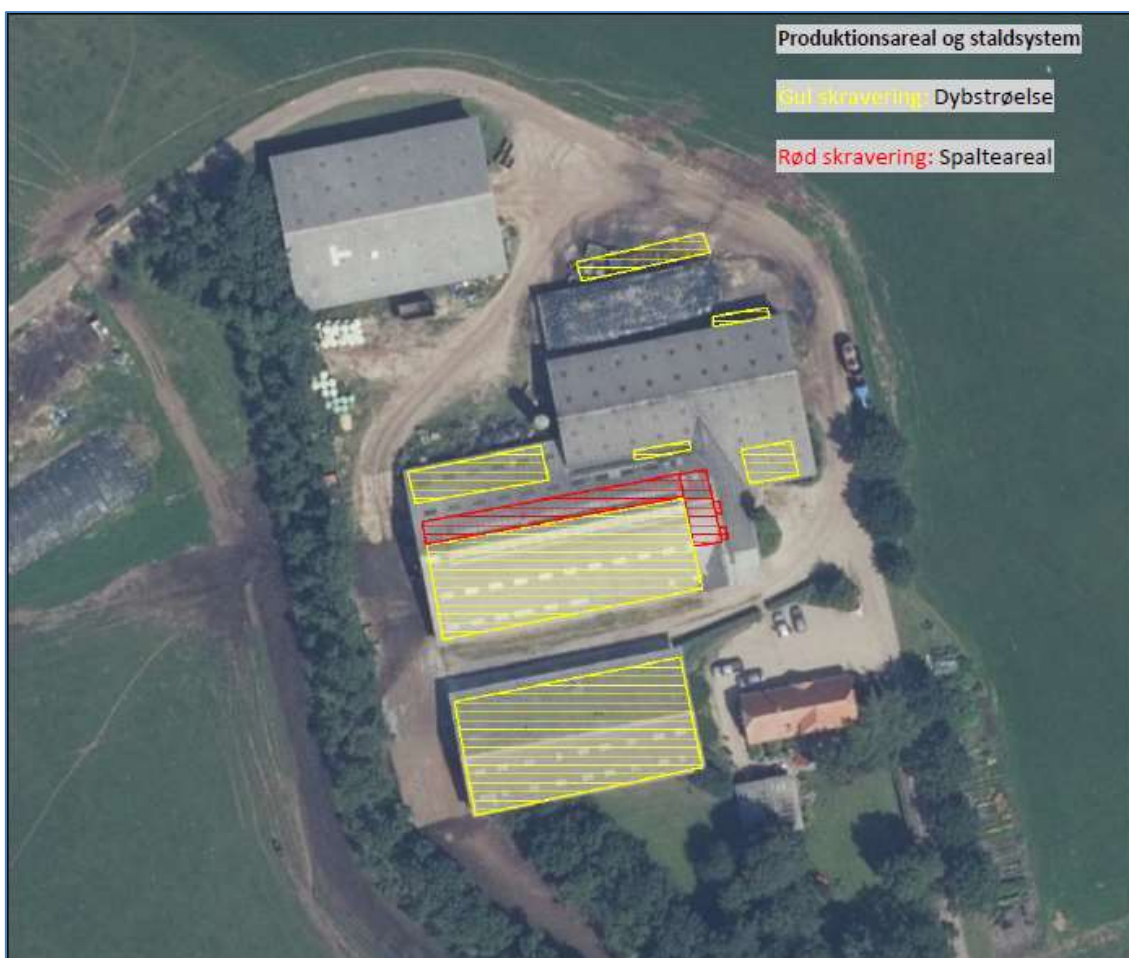 Produktionsareal og staldsystem
Gul skravering: Dybstrøelse
Rød skravering: Spalteareal